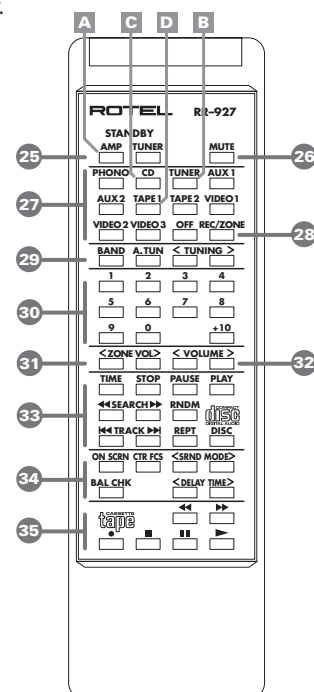 A C D B
ROTEL RR-927
STANDBY
25 AMP TUNER MUTE 26
27 PHONO CD TUNER AUX 1
AUX 2 TAPE 1 TAPE 2 VIDEO 1
VIDEO 2 VIDEO 3 OFF REC/ZONE 28
29 BAND A.TUN < TUNING >
30 1 2 3 4
5 6 7 8
9 0 +10
31 <ZONE VOL> < VOLUME > 32
33 TIME STOP PAUSE PLAY
◀◀SEARCH▶▶ RNDM COMPACT
disc
DIGITAL AUDIO
|◀◀TRACK▶▶| REPT DISC
34 ON SCRN CTR FCS <SRND MODE>
BAL CHK <DELAY TIME>
35 CASSETTE ◀◀ ▶▶
tape
● ■ ▮▮ ▶